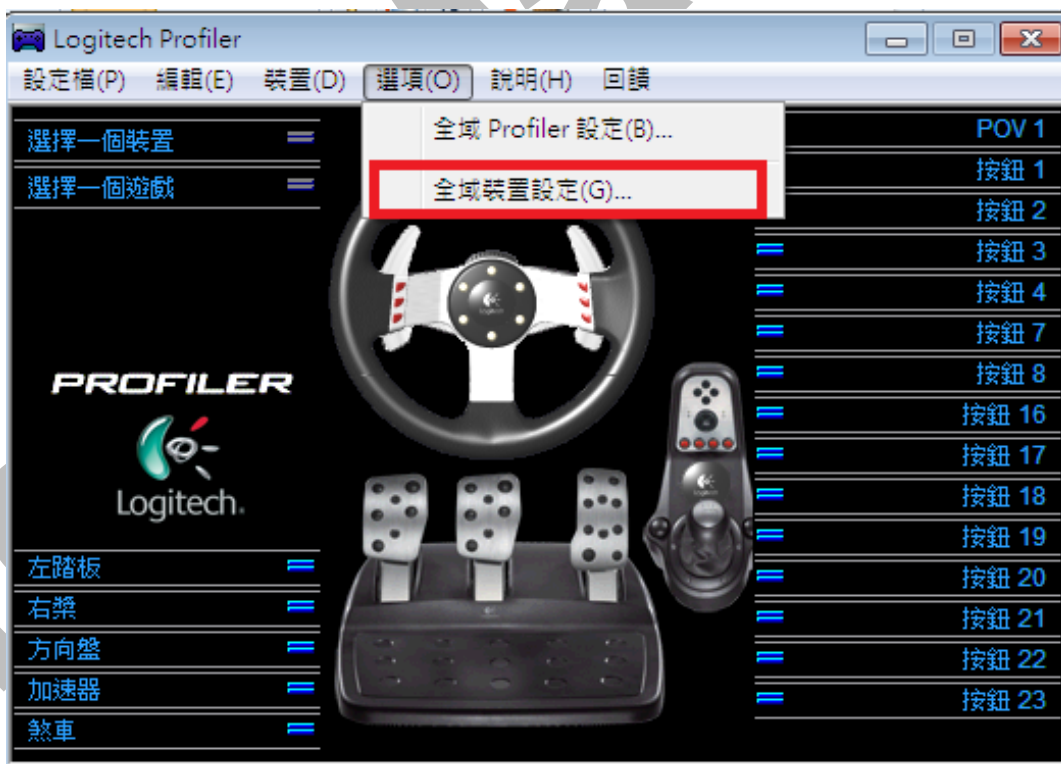 Logitech Profiler
設定檔(P) 編輯(E) 裝置(D) 選項(O) 說明(H) 回饋
全域 Profiler 設定(B)...
全域裝置設定(G)...
選擇一個裝置
選擇一個遊戲
PROFILER
Logitech.
左踏板
右槳
方向盤
加速器
煞車
POV 1
按鈕 1
按鈕 2
按鈕 3
按鈕 4
按鈕 7
按鈕 8
按鈕 16
按鈕 17
按鈕 18
按鈕 19
按鈕 20
按鈕 21
按鈕 22
按鈕 23